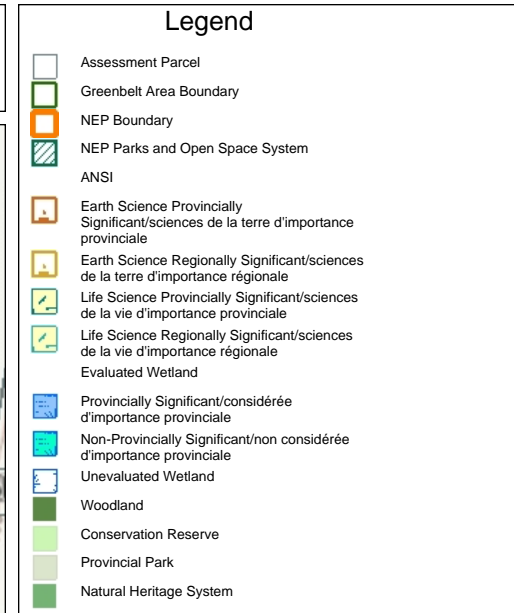 Legend
Assessment Parcel
Greenbelt Area Boundary
NEP Boundary
NEP Parks and Open Space System
ANSI
Earth Science Provincially
Significant/sciences de la terre d'importance
provinciale
Earth Science Regionally Significant/sciences
de la terre d'importance régionale
Life Science Provincially Significant/sciences
de la vie d'importance provinciale
Life Science Regionally Significant/sciences
de la vie d'importance régionale
Evaluated Wetland
Provincially Significant/considérée
d'importance provinciale
Non-Provincially Significant/non considérée
d'importance provinciale
Unevaluated Wetland
Woodland
Conservation Reserve
Provincial Park
Natural Heritage System